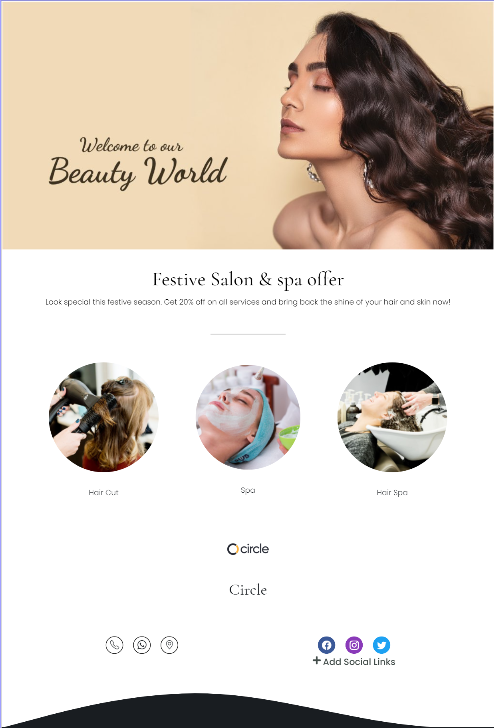 Welcome to our
Beauty World
Festive Salon & spa offer
Look special this festive season. Get 20% off on all services and bring back the shine of your hair and skin now!
Hair Cut
Spa
Hair Spa
circle
Circle
+ Add Social Links